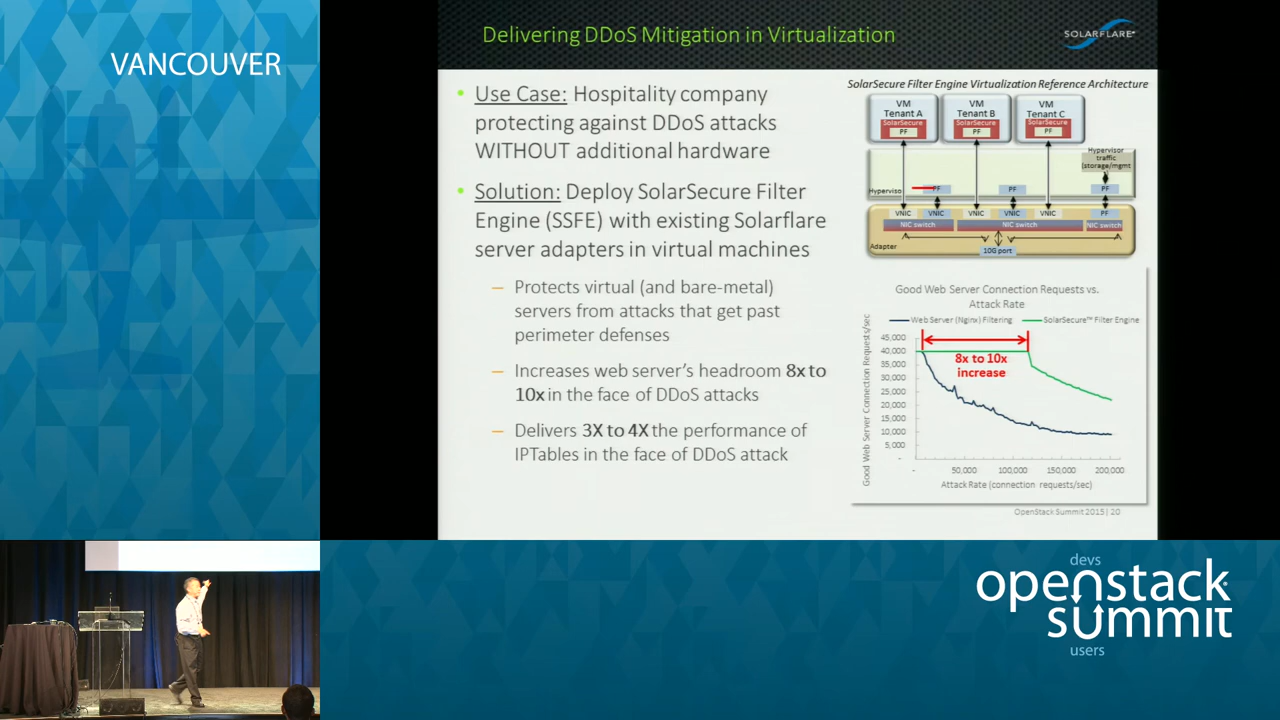 VANCOUVER
Delivering DDoS Mitigation in Virtualization
SOLARFLARE
• Use Case: Hospitality company
protecting against DDoS attacks
WITHOUT additional hardware
• Solution: Deploy SolarSecure Filter
Engine (SSFE) with existing Solarflare
server adapters in virtual machines
– Protects virtual (and bare-metal)
servers from attacks that get past
perimeter defenses
– Increases web server's headroom 8x to
10x in the face of DDoS attacks
– Delivers 3X to 4X the performance of
IPTables in the face of DDoS attack
SolarSecure Filter Engine Virtualization Reference Architecture
VM VM VM
Tenant A Tenant B Tenant C
SolarSecure SolarSecure SolarSecure
PF PF PF
Hypervisor
traffic
(storage/mgmt
Hyperviso PF PF PF
VNIC VNIC VNIC VNIC VNIC PF
NIC switch NIC switch NIC switch
Adapter
10G port
Good Web Server Connection Requests vs.
Attack Rate
Web Server (Nginx) Filtering SolarSecure™ Filter Engine
Good Web Server Connection Requests/sec
45,000
40,000
35,000
30,000
25,000
20,000
15,000
10,000
5,000
-
8x to 10x
increase
- 50,000 100,000 150,000 200,000
Attack Rate (connection requests/sec)
OpenStack Summit 2015 | 20
devs
openstack
summit
users